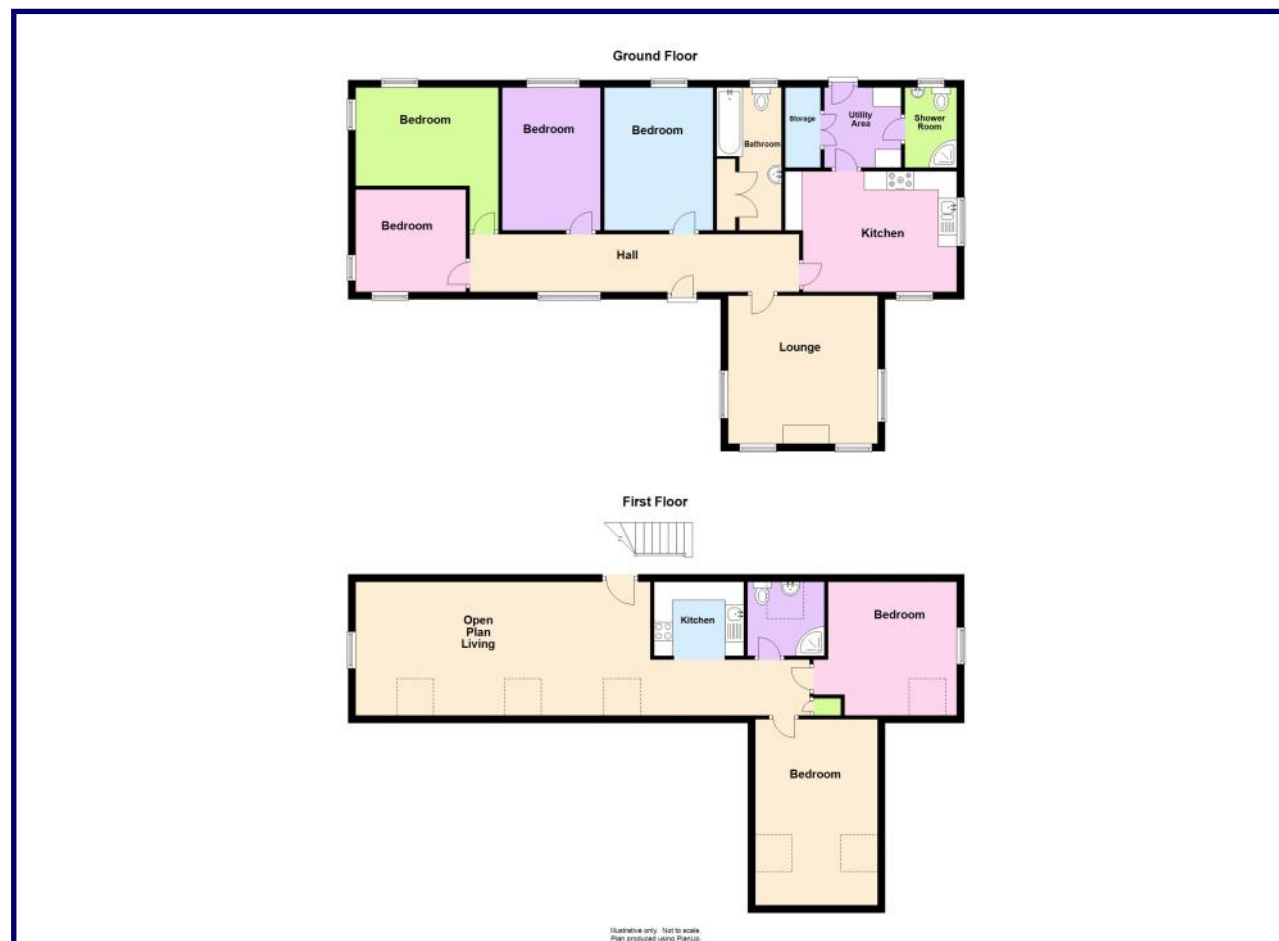 Ground Floor
Bedroom
Bedroom
Bedroom
Bathroom
Storage
Utility
Area
Shower
Room
Bedroom
Hall
Kitchen
Lounge
First Floor
Open
Plan
Living
Kitchen
Bedroom
Bedroom
Illustrative only. Not to scale.
Plan produced using PlanUp.